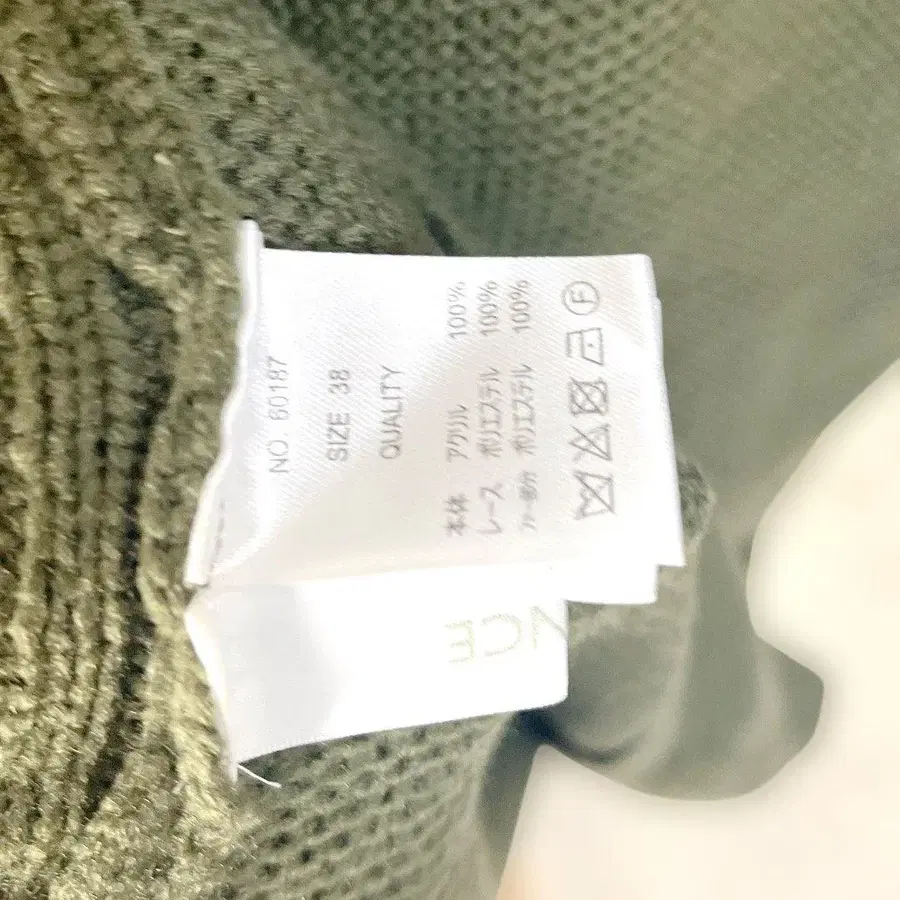 NO. 60187
SIZE 38
QUALITY
本体 アクリル 100%
レース ポリエステル 100%
ファー部分 ポリエステル 100%
F
NCE